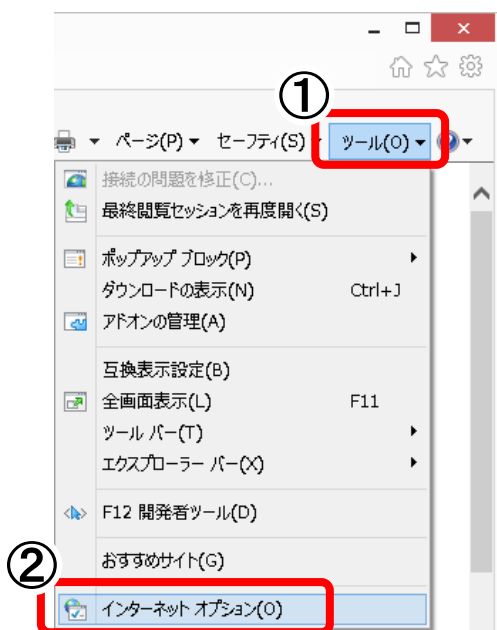 ①
ページ(P) セーフティ(S) ツール(O)
接続の問題を修正(C)...
最終閲覧セッションを再度開く(S)
ポップアップ ブロック(P)
ダウンロードの表示(N) Ctrl+J
アドオンの管理(A)
互換表示設定(B)
全画面表示(L) F11
ツール バー(T)
エクスプローラー バー(X)
F12 開発者ツール(D)
おすすめサイト(G)
②
インターネット オプション(O)